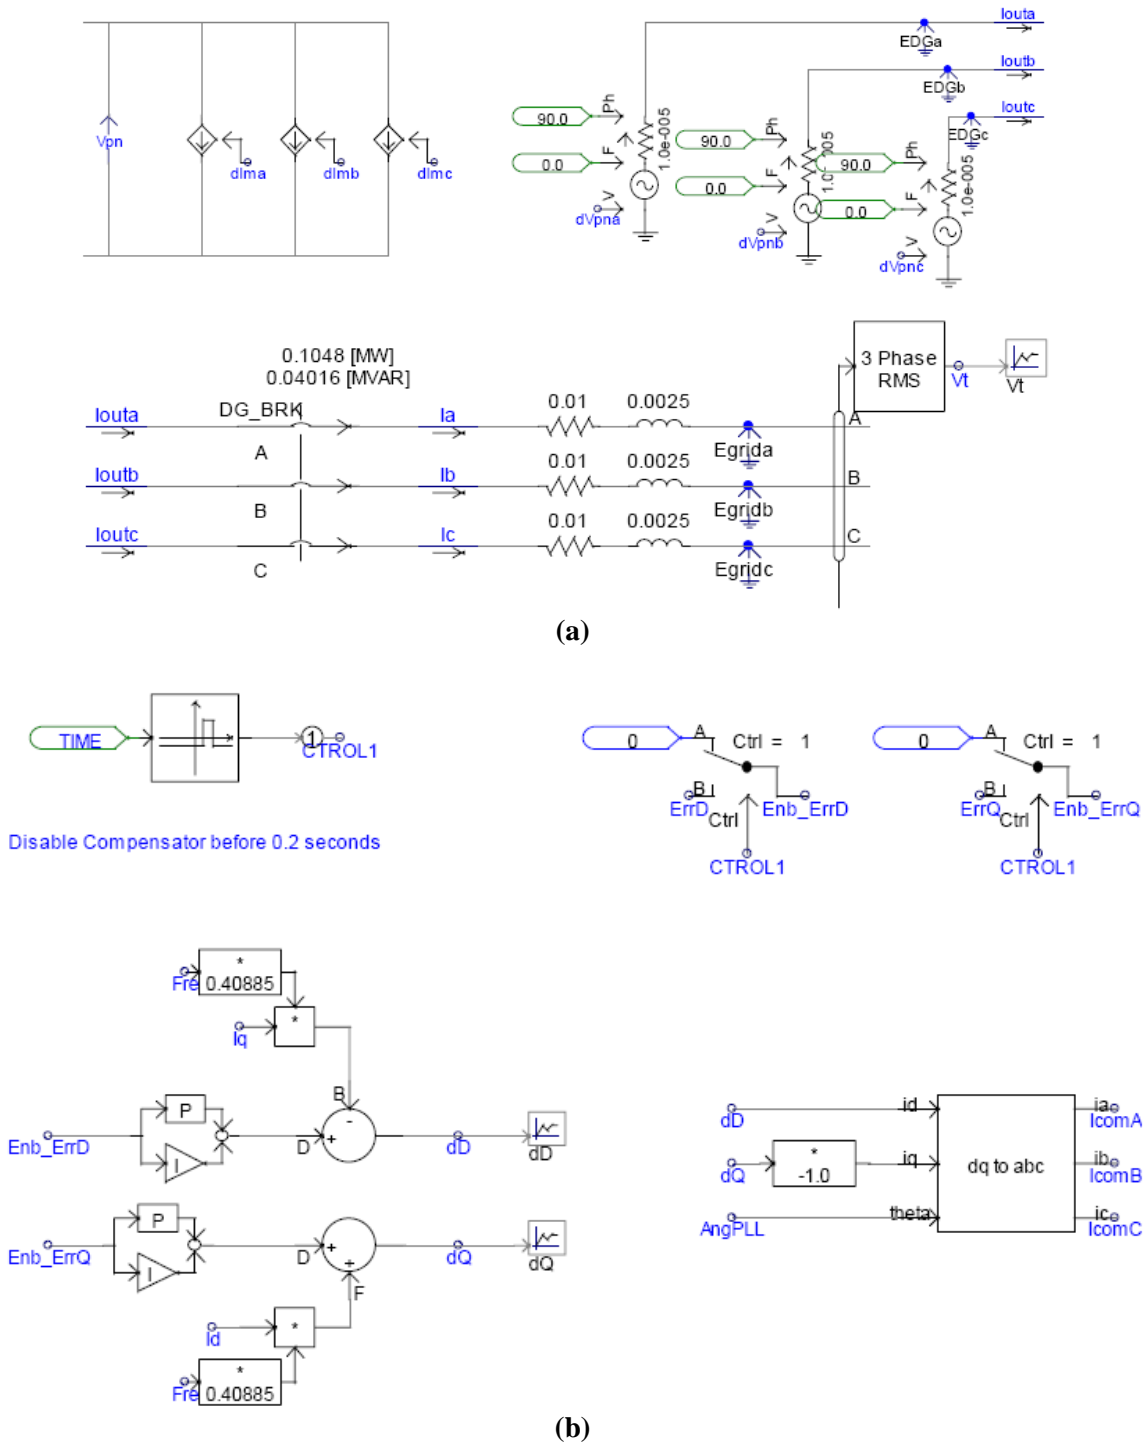 Vpn
dIma
dImb
dImc
Iouta
EDGa
Ioutb
EDGb
Ioutc
EDGc
90.0
Ph
0.0
F
1.0e-005
V
dVpna
90.0
Ph
0.0
F
V
dVpnb
90.0
Ph
0.0
F
1.0e-005
V
dVpnc
0.1048 [MW]
0.04016 [MVAR]
3 Phase
RMS
Vt
Vt
Iouta
DG_BRK
Ia
0.01
0.0025
Egrida
A
A
Ioutb
Ib
0.01
0.0025
Egridb
B
B
Ioutc
Ic
0.01
0.0025
Egridc
C
C
(a)
TIME
1
CTROL1
Disable Compensator before 0.2 seconds
0
A
Ctrl = 1
B
ErrD
Ctrl
Enb_ErrD
CTROL1
0
A
Ctrl = 1
B
ErrQ
Ctrl
Enb_ErrQ
CTROL1
Fre
*
0.40885
Iq
*
B
-
Enb_ErrD
P
I
D
+
dD
dD
Enb_ErrQ
P
I
D
+
+
F
dQ
dQ
Id
*
Fre
*
0.40885
dD
id
dQ
*
-1.0
iq
AngPLL
theta
dq to abc
ia
IcomA
ib
IcomB
ic
IcomC
(b)